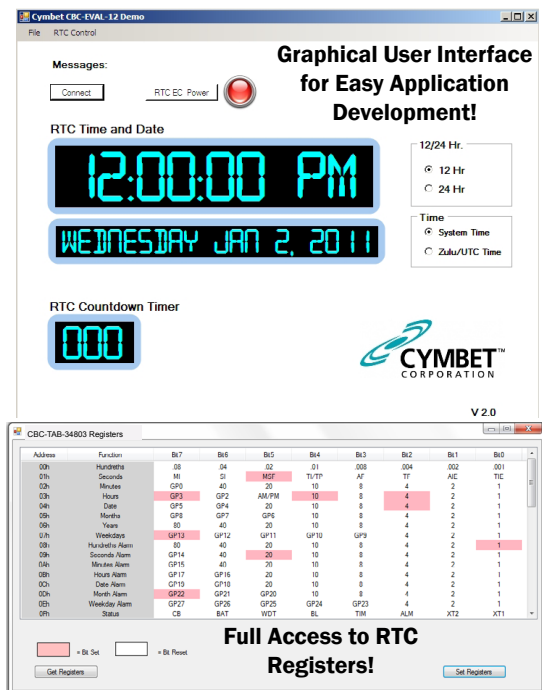 Cymbet CBC-EVAL-12 Demo
File RTC Control
Graphical User Interface
for Easy Application
Development!
Messages:
Connect RTC EC Power
RTC Time and Date
12:00:00 PM
WEDNESDAY JAN 2, 2011
12/24 Hr.
12 Hr
24 Hr
Time
System Time
Zulu/UTC Time
RTC Countdown Timer
000
CYMBET™
CORPORATION
V 2.0
CBC-TAB-34803 Registers
Address Function Bit7 Bit6 Bit5 Bit4 Bit3 Bit2 Bit1 Bit0
00h Hundreths .08 .04 .02 .01 .008 .004 .002 .001
01h Seconds MI SI MSF TI/TP AF TF AIE TIE
02h Minutes GP0 40 20 10 8 4 2 1
03h Hours GP3 GP2 AM/PM 10 8 4 2 1
04h Date GP5 GP4 20 10 8 4 2 1
05h Months GP8 GP7 GP6 10 8 4 2 1
06h Years 80 40 20 10 8 4 2 1
07h Weekdays GP13 GP12 GP11 GP10 GP9 4 2 1
08h Hundreths Alarm 80 40 20 10 8 4 2 1
09h Seconds Alarm GP14 40 20 10 8 4 2 1
0Ah Minutes Alarm GP15 40 20 10 8 4 2 1
0Bh Hours Alarm GP17 GP16 20 10 8 4 2 1
0Ch Date Alarm GP19 GP18 20 10 8 4 2 1
0Dh Month Alarm GP22 GP21 GP20 10 8 4 2 1
0Eh Weekday Alarm GP27 GP26 GP25 GP24 GP23 4 2 1
0Fh Status CB BAT WDT BL TIM ALM XT2 XT1
= Bit Set = Bit Reset
Full Access to RTC
Registers!
Get Registers Set Registers